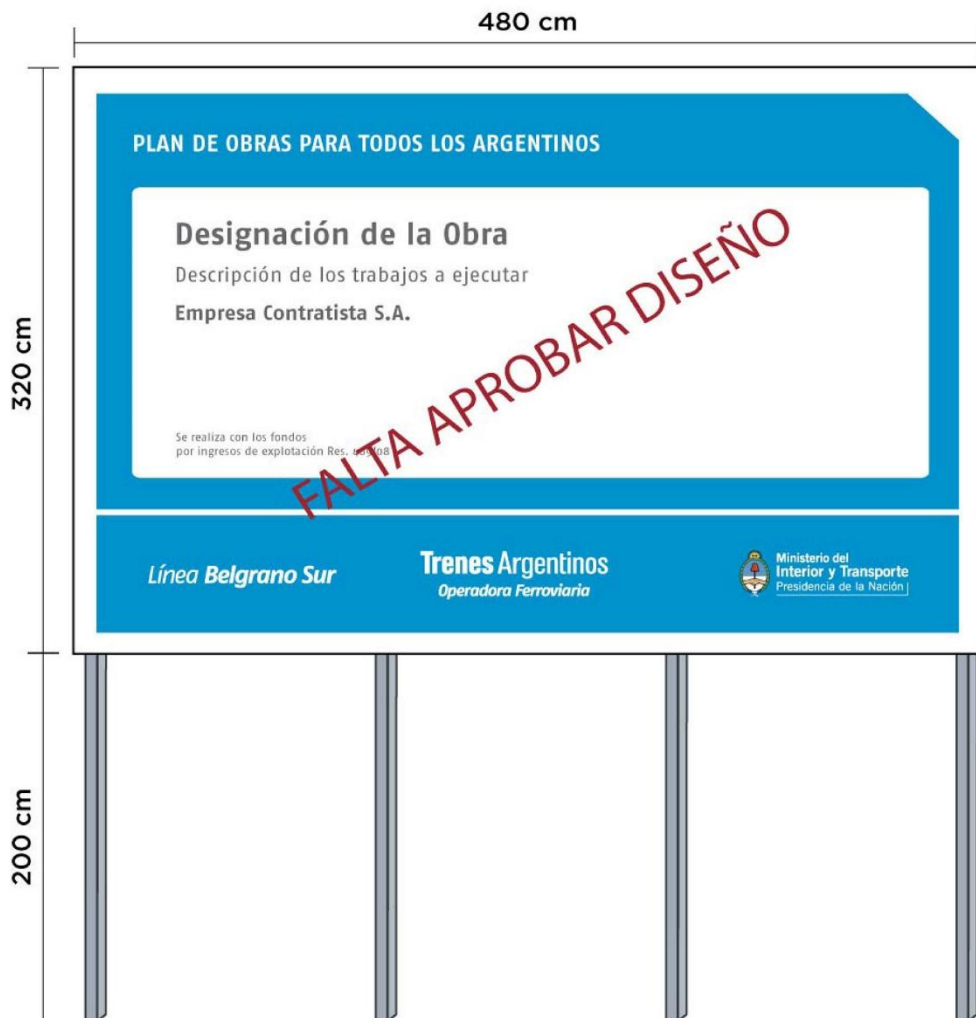 480 cm
320 cm
PLAN DE OBRAS PARA TODOS LOS ARGENTINOS
Designación de la Obra
Descripción de los trabajos a ejecutar
Empresa Contratista S.A.
FALTA APROBAR DISEÑO
Se realiza con los fondos
por ingresos de explotación Res.
Línea Belgrano Sur
Trenes Argentinos
Operadora Ferroviaria
Ministerio del
Interior y Transporte
Presidencia de la Nación
200 cm